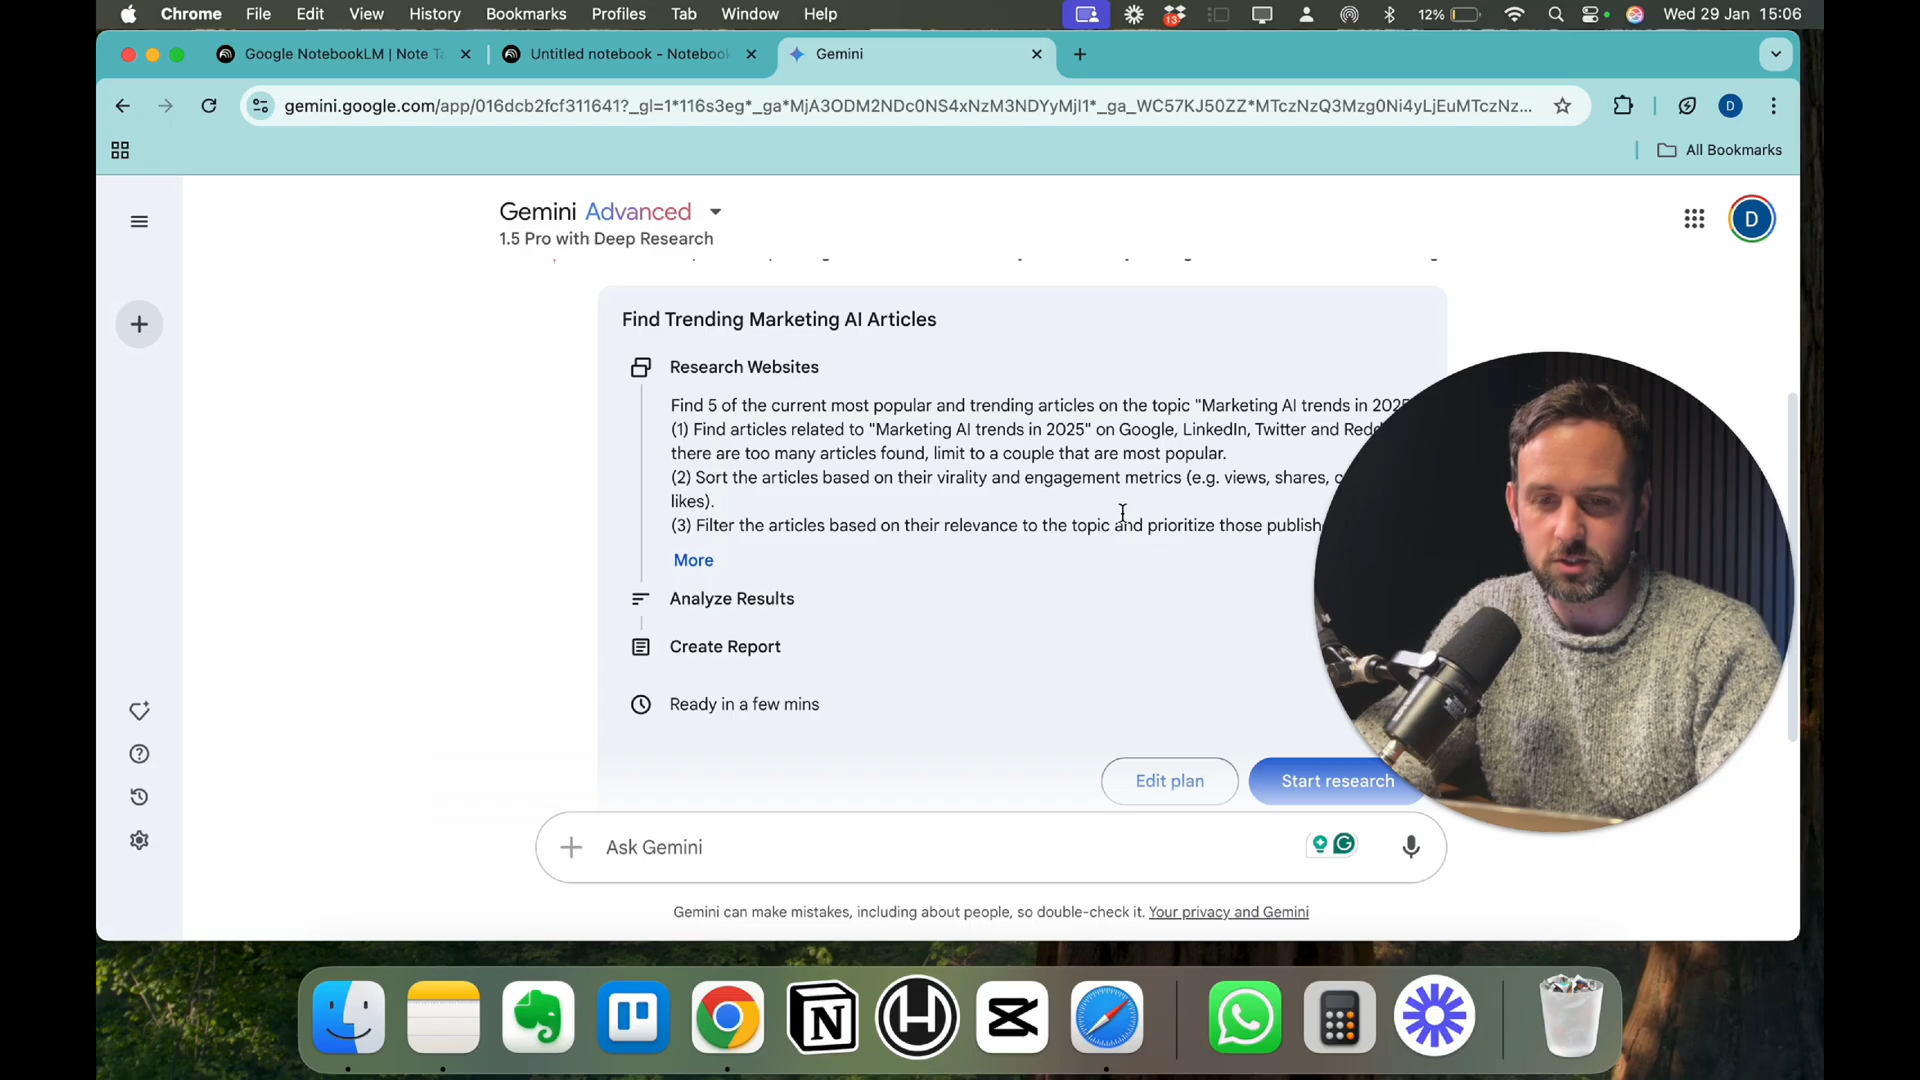 Chrome File Edit View History Bookmarks Profiles Tab Window Help 13 12% Wed 29 Jan 15:06
Google NotebookLM | Note Ta Untitled notebook - Notebook Gemini
gemini.google.com/app/016dcb2fcf311641?_gl=1*116s3eg*_ga*MjA3ODM2NDc0NS4xNzM3NDYyMjI1*_ga_WC57KJ50ZZ*MTczNzQ3Mzg0Ni4yLjEuMTczNz... D
All Bookmarks
Gemini Advanced
D
1.5 Pro with Deep Research
Find Trending Marketing AI Articles
Research Websites
Find 5 of the current most popular and trending articles on the topic "Marketing AI trends in 2025
(1) Find articles related to "Marketing AI trends in 2025" on Google, LinkedIn, Twitter and Redd
there are too many articles found, limit to a couple that are most popular.
(2) Sort the articles based on their virality and engagement metrics (e.g. views, shares, c
likes).
(3) Filter the articles based on their relevance to the topic and prioritize those publish
More
Analyze Results
Create Report
Ready in a few mins
Edit plan Start research
Ask Gemini
Gemini can make mistakes, including about people, so double-check it. Your privacy and Gemini